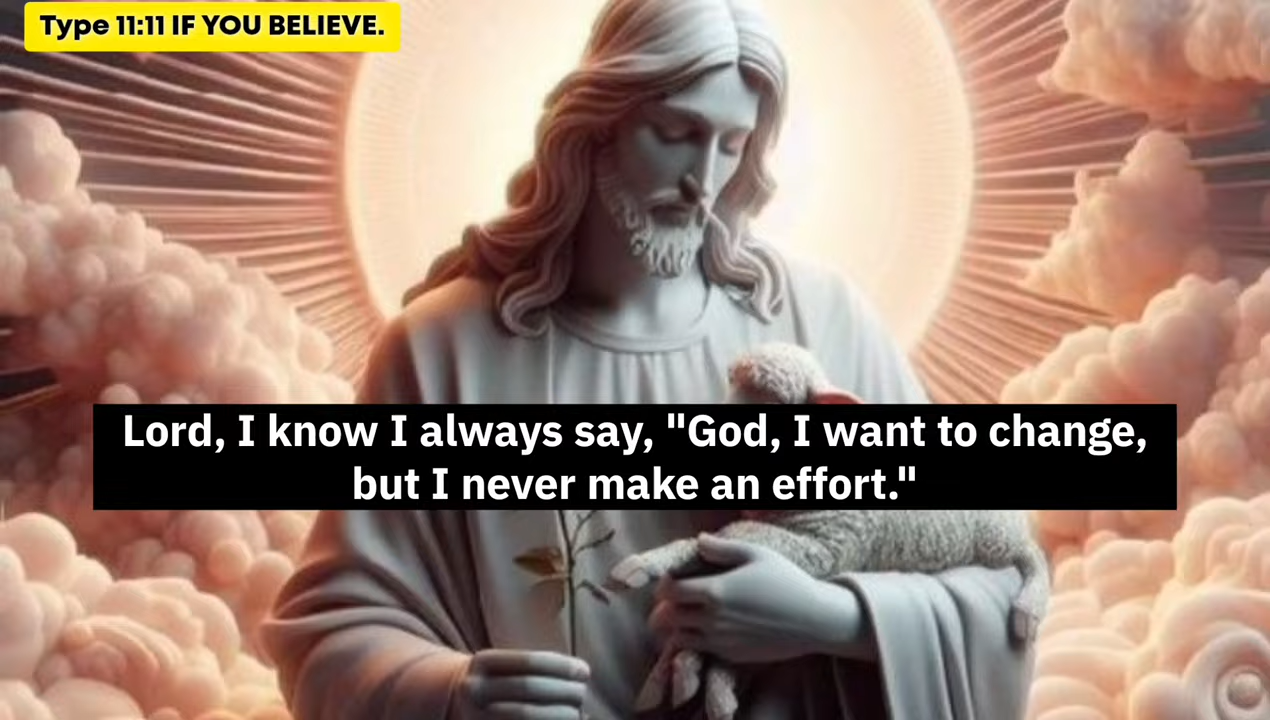 Type 11:11 IF YOU BELIEVE.
Lord, I know I always say, "God, I want to change,
but I never make an effort."